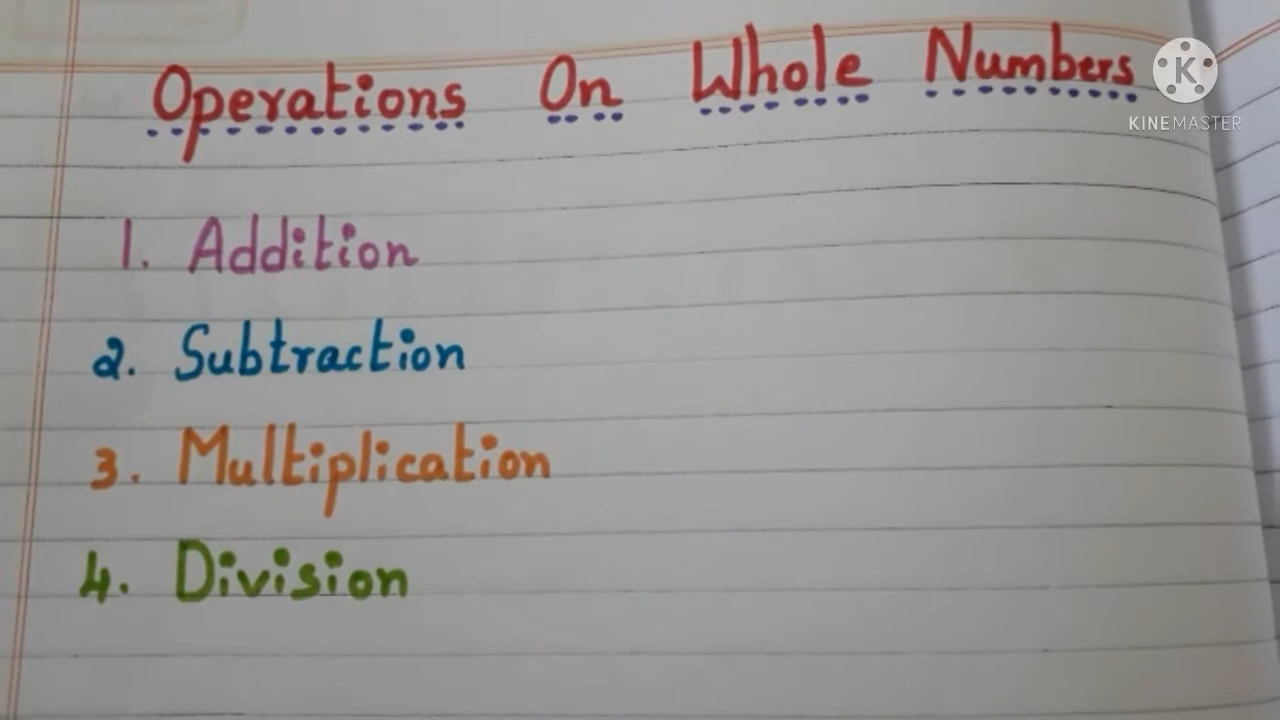 Operations On Whole Numbers
K
KINEMASTER
1. Addition
2. Subtraction
3. Multiplication
4. Division